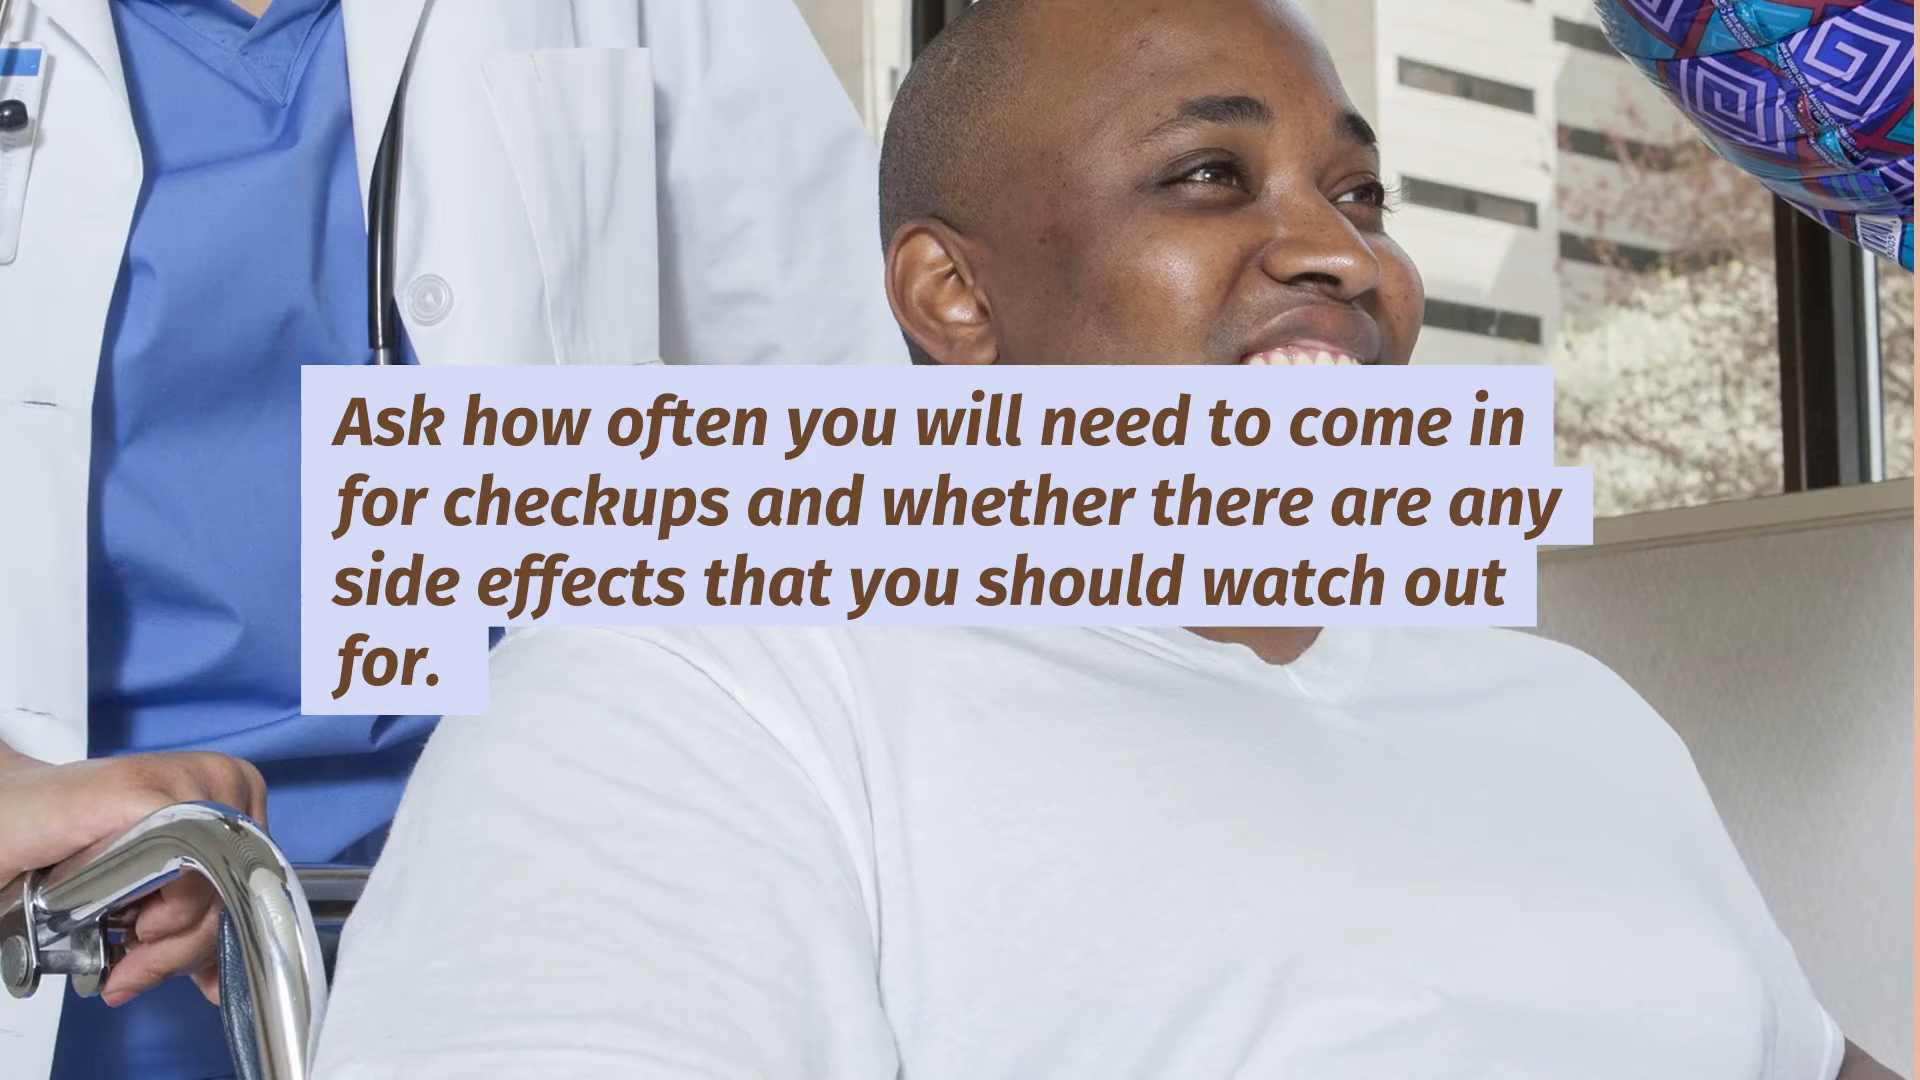 Ask how often you will need to come in
for checkups and whether there are any
side effects that you should watch out
for.